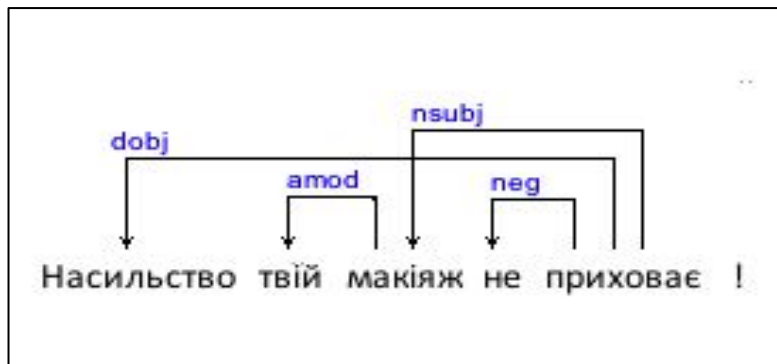 nsubj
dobj
amod neg
Насильство твій макіяж не приховає !